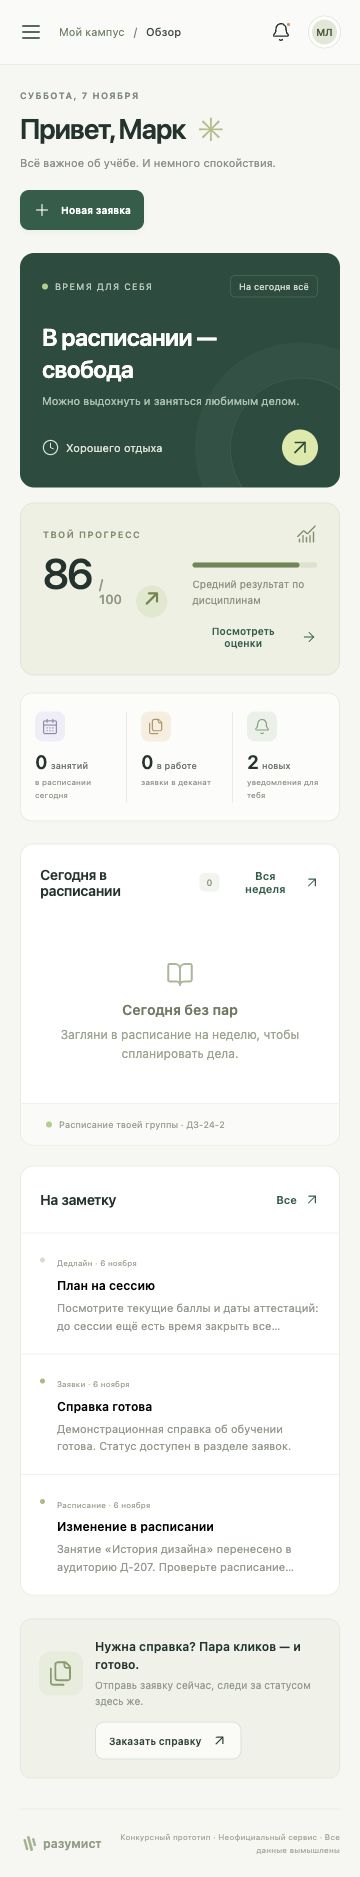 Мой кампус / Обзор
МЛ
СУББОТА, 7 НОЯБРЯ
Привет, Марк
Всё важное об учёбе. И немного спокойствия.
Новая заявка
ВРЕМЯ ДЛЯ СЕБЯ
На сегодня всё
В расписании —
свобода
Можно выдохнуть и заняться любимым делом.
Хорошего отдыха
ТВОЙ ПРОГРЕСС
86 / 100
Средний результат по
дисциплинам
Посмотреть
оценки
0 занятий
в расписании
сегодня
0 в работе
заявки в деканат
2 новых
уведомления для
тебя
Сегодня в
расписании
0
Вся
неделя
Сегодня без пар
Загляни в расписание на неделю, чтобы
спланировать дела.
Расписание твоей группы · ДЗ-24-2
На заметку
Все
Дедлайн · 6 ноября
План на сессию
Посмотрите текущие баллы и даты аттестаций:
до сессии ещё есть время закрыть все...
Заявки · 6 ноября
Справка готова
Демонстрационная справка об обучении
готова. Статус доступен в разделе заявок.
Расписание · 6 ноября
Изменение в расписании
Занятие «История дизайна» перенесено в
аудиторию Д-207. Проверьте расписание...
Нужна справка? Пара кликов — и
готово.
Отправь заявку сейчас, следи за статусом
здесь же.
Заказать справку
разумист
Конкурсный прототип · Неофициальный сервис · Все
данные вымышлены